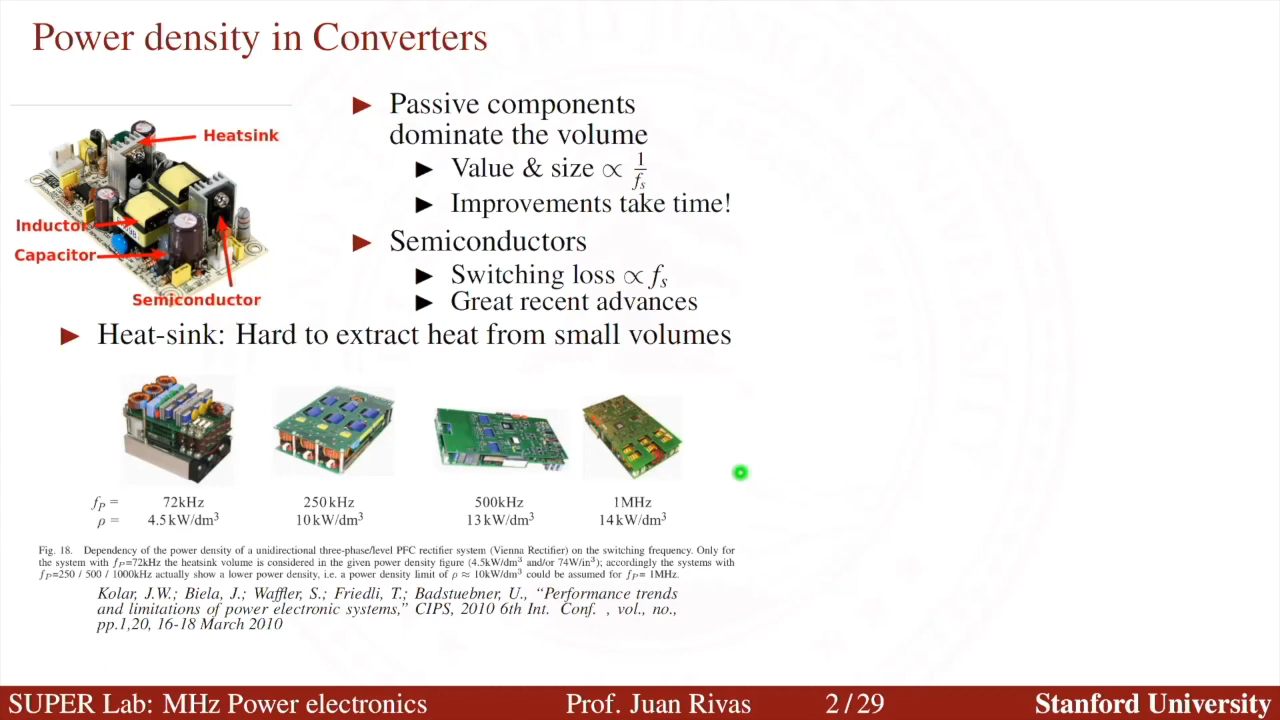 Power density in Converters
Heatsink
Inductor
Capacitor
Semiconductor
▶ Passive components
dominate the volume
▶ Value & size ∝ 1/fs
▶ Improvements take time!
▶ Semiconductors
▶ Switching loss ∝ fs
▶ Great recent advances
▶ Heat-sink: Hard to extract heat from small volumes
fP = 72kHz 250kHz 500kHz 1MHz
ρ = 4.5kW/dm³ 10kW/dm³ 13kW/dm³ 14kW/dm³
Fig. 18. Dependency of the power density of a unidirectional three-phase/level PFC rectifier system (Vienna Rectifier) on the switching frequency. Only for
the system with fP=72kHz the heatsink volume is considered in the given power density figure (4.5kW/dm³ and/or 74W/in³); accordingly the systems with
fP=250 / 500 / 1000kHz actually show a lower power density, i.e. a power density limit of ρ ≈ 10kW/dm³ could be assumed for fP= 1MHz.
Kolar, J.W.; Biela, J.; Waffler, S.; Friedli, T.; Badstuebner, U., “Performance trends
and limitations of power electronic systems,” CIPS, 2010 6th Int. Conf. , vol., no.,
pp.1,20, 16-18 March 2010
SUPER Lab: MHz Power electronics Prof. Juan Rivas 2 / 29 Stanford University